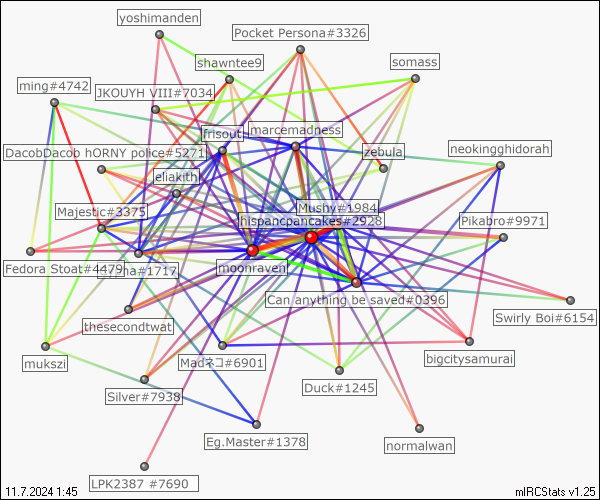 yoshimanden
Pocket Persona#3326
shawntee9
somass
ming#4742
JKOUYH VIII#7034
frisout
marcemadness
neokingghidorah
DacobDacob hORNY police#5271
zebula
eliakith
Majestic#3375
Mushy#1984
hispancpancakes#2928
Pikabro#9971
Fedora Stoat#4479
#1717
moonraven
Can anything be saved#0396
Swirly Boi#6154
thesecondtwat
mukszi
Madネコ#6901
bigcitysamurai
Silver#7938
Duck#1245
Eg.Master#1378
normalwan
LPK2387 #7690
11.7.2024 1:45
mIRCStats v1.25